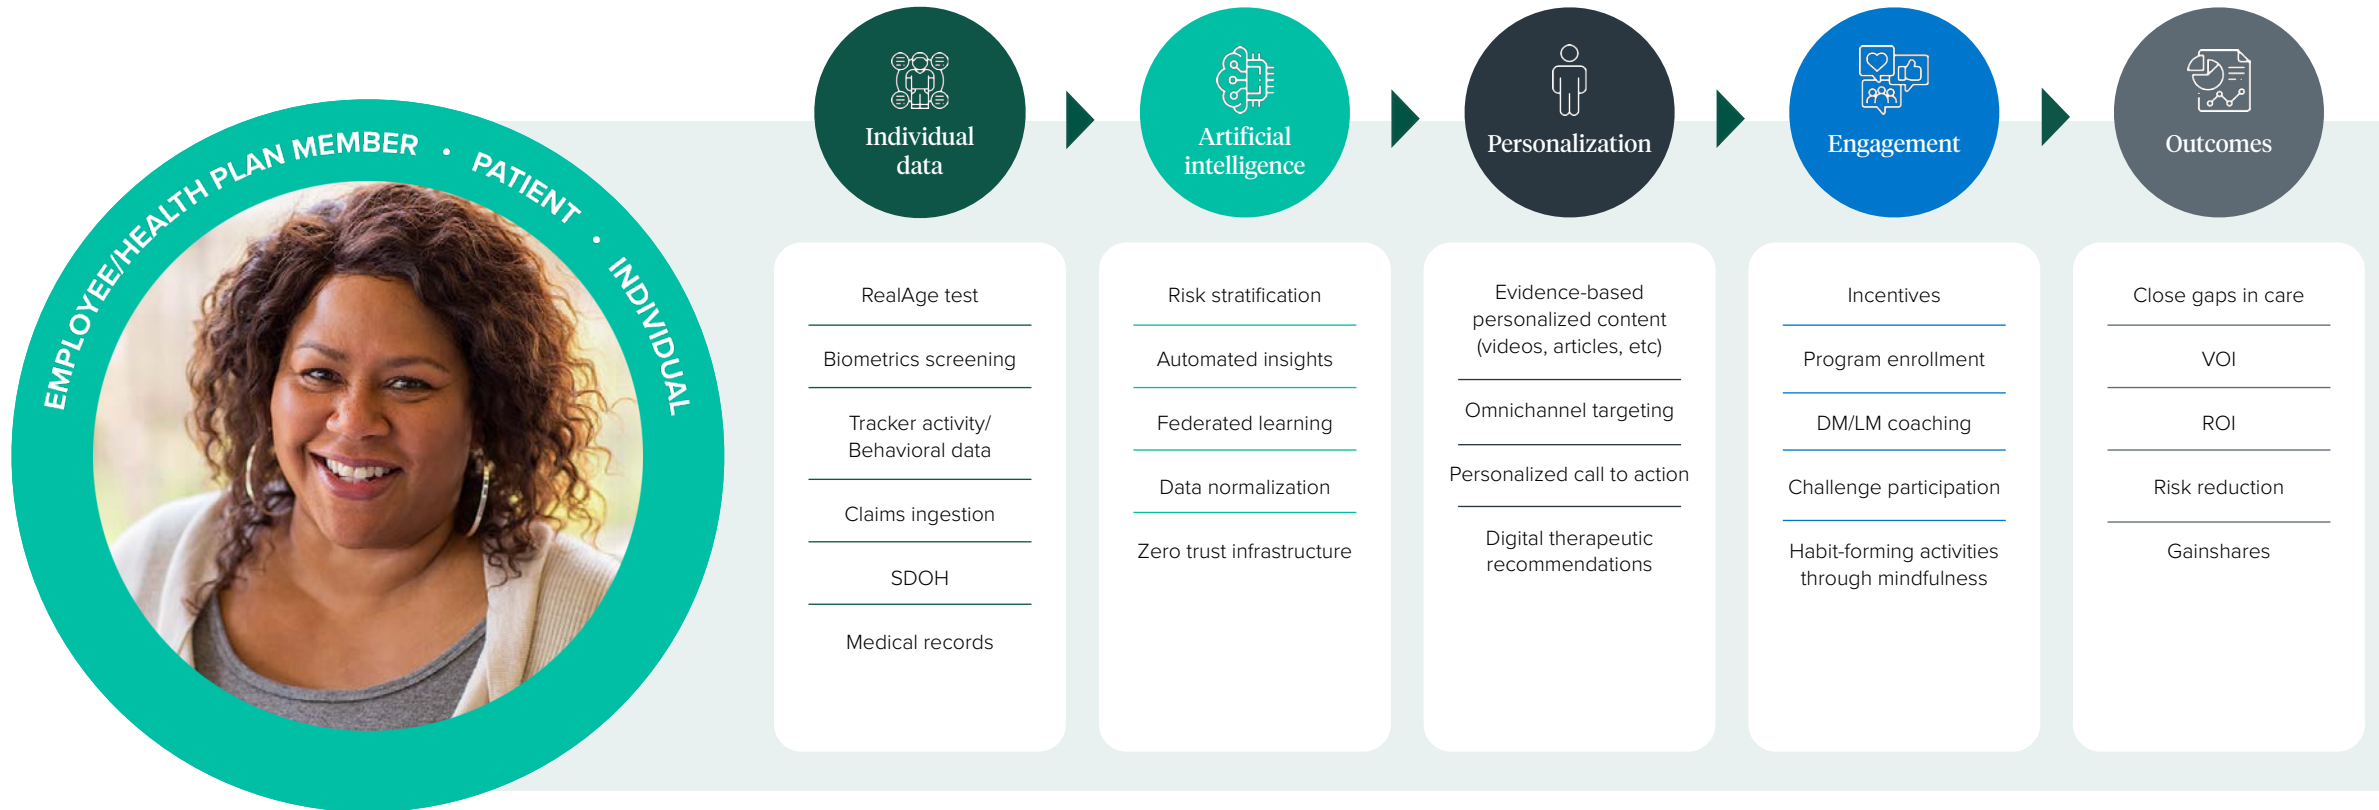 EMPLOYEE/HEALTH PLAN MEMBER • PATIENT • INDIVIDUAL
Individual
data
RealAge test
Biometrics screening
Tracker activity/
Behavioral data
Claims ingestion
SDOH
Medical records
Artificial
intelligence
Risk stratification
Automated insights
Federated learning
Data normalization
Zero trust infrastructure
Personalization
Evidence-based
personalized content
(videos, articles, etc)
Omnichannel targeting
Personalized call to action
Digital therapeutic
recommendations
Engagement
Incentives
Program enrollment
DM/LM coaching
Challenge participation
Habit-forming activities
through mindfulness
Outcomes
Close gaps in care
VOI
ROI
Risk reduction
Gainshares